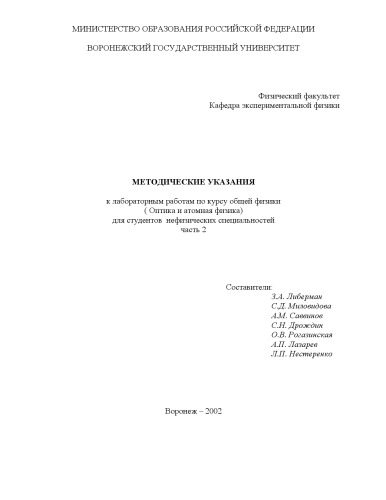 МИНИСТЕРСТВО ОБРАЗОВАНИЯ РОССИЙСКОЙ ФЕДЕРАЦИИ
ВОРОНЕЖСКИЙ ГОСУДАРСТВЕННЫЙ УНИВЕРСИТЕТ
Физический факультет
Кафедра экспериментальной физики
МЕТОДИЧЕСКИЕ УКАЗАНИЯ
к лабораторным работам по курсу общей физики
( Оптика и атомная физика)
для студентов нефизических специальностей
часть 2
Составители:
З.А. Либерман
С.Д. Миловидова
А.М. Саввинов
С.Н. Дрождин
О.В. Рогазинская
А.П. Лазарев
Л.П. Нестеренко
Воронеж – 2002